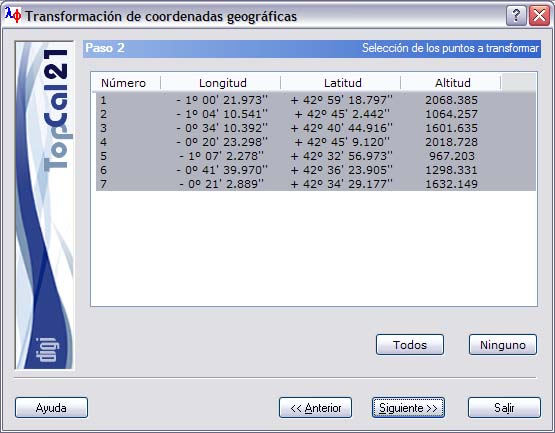 λφ Transformación de coordenadas geográficas
Paso 2 Selección de los puntos a transformar
Número Longitud Latitud Altitud
1 - 1º 00' 21.973'' + 42º 59' 18.797'' 2068.385
2 - 1º 04' 10.541'' + 42º 45' 2.442'' 1064.257
3 - 0º 34' 10.392'' + 42º 40' 44.916'' 1601.635
4 - 0º 20' 23.298'' + 42º 45' 9.120'' 2018.728
5 - 1º 07' 2.278'' + 42º 32' 56.973'' 967.203
6 - 0º 41' 39.970'' + 42º 36' 23.905'' 1298.331
7 - 0º 21' 2.889'' + 42º 34' 29.177'' 1632.149
TopCal 21
digi
Todos Ninguno
Ayuda << Anterior Siguiente >> Salir